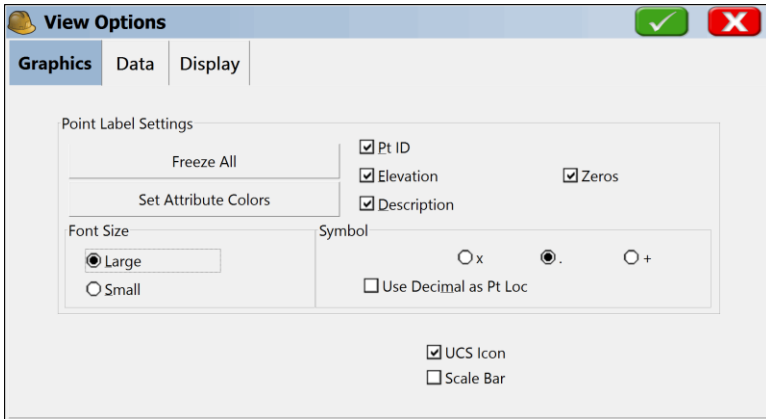 View Options
Graphics Data Display
Point Label Settings
Freeze All
Pt ID
Elevation Zeros
Set Attribute Colors
Description
Font Size Symbol
Large x . +
Small Use Decimal as Pt Loc
UCS Icon
Scale Bar